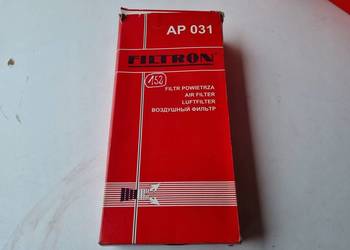 AP 031
FILTRON
152
FILTR POWIETRZA
AIR FILTER
LUFTFILTER
ВОЗДУШНЫЙ ФИЛЬТР